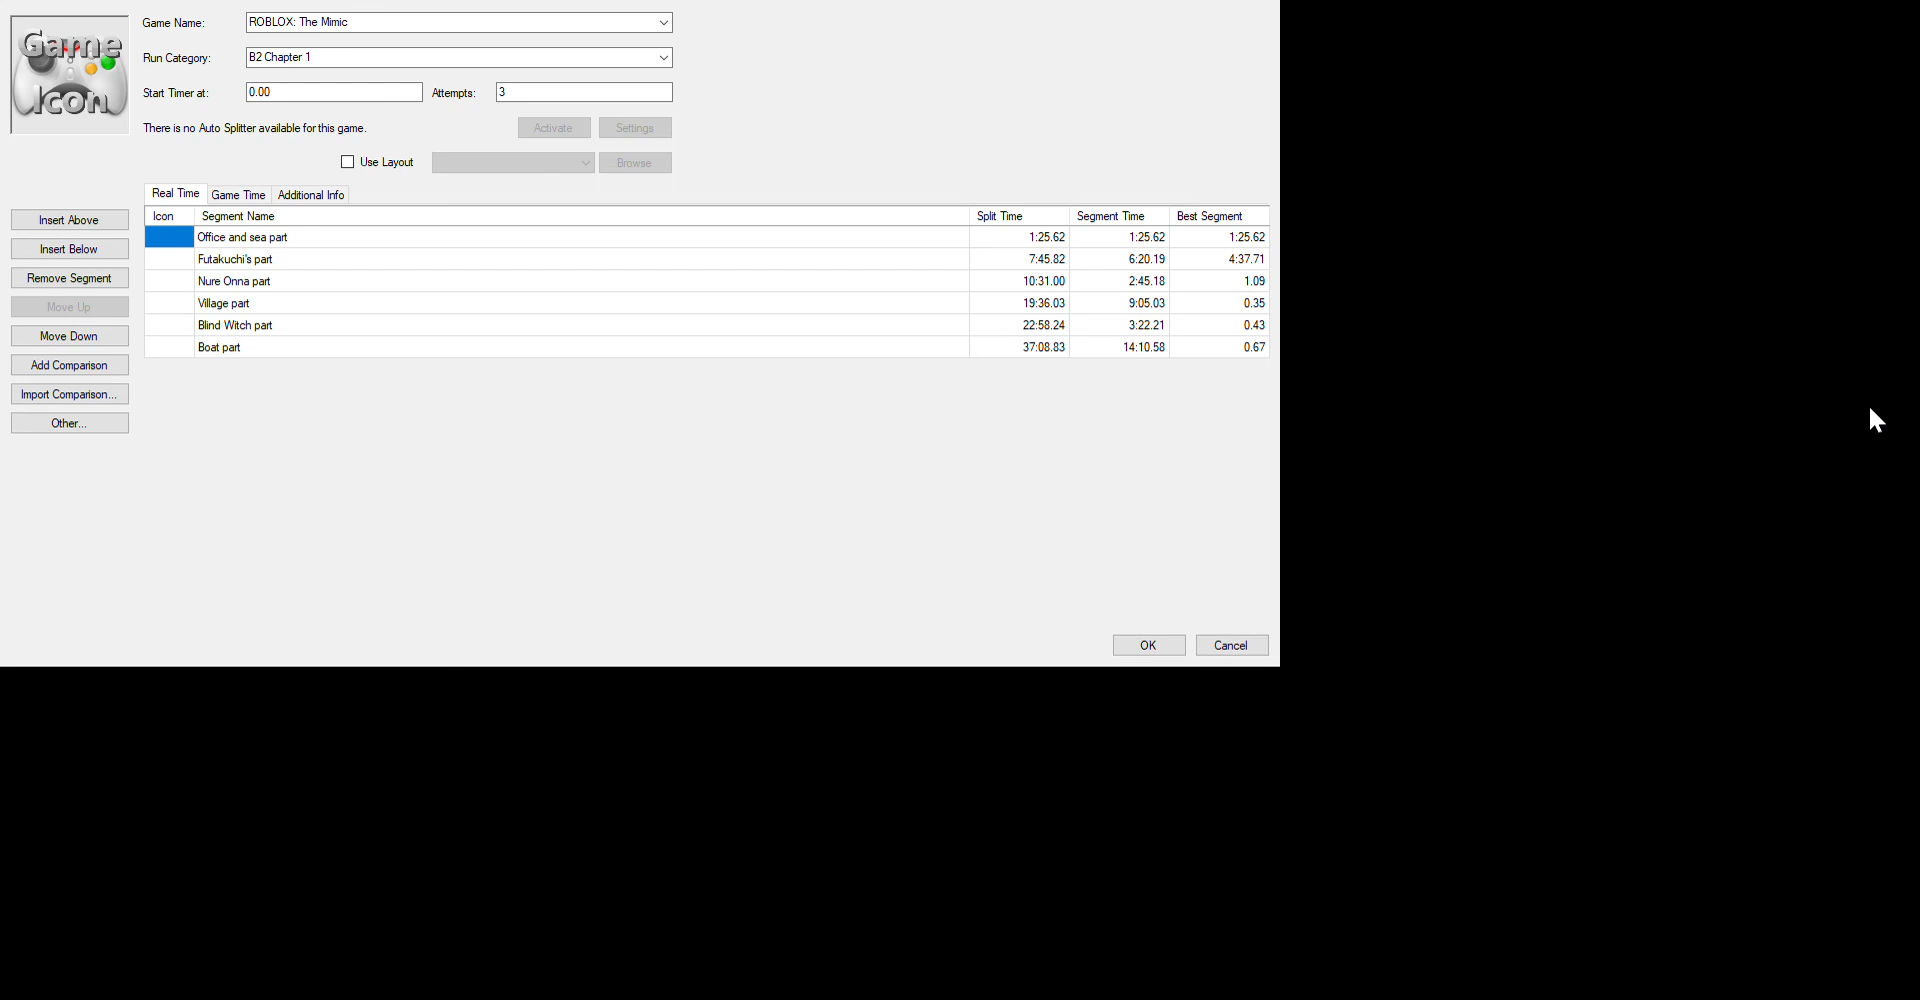 Game Icon
Game Name: ROBLOX: The Mimic
Run Category: B2 Chapter 1
Start Timer at: 0.00 Attempts: 3
There is no Auto Splitter available for this game. Activate Settings
Use Layout Browse
Real Time Game Time Additional Info
Insert Above
Insert Below
Remove Segment
Move Up
Move Down
Add Comparison
Import Comparison...
Other...
Icon Segment Name Split Time Segment Time Best Segment
Office and sea part 1:25.62 1:25.62 1:25.62
Futakuchi's part 7:45.82 6:20.19 4:37.71
Nure Onna part 10:31.00 2:45.18 1.09
Village part 19:36.03 9:05.03 0.35
Blind Witch part 22:58.24 3:22.21 0.43
Boat part 37:08.83 14:10.58 0.67
OK Cancel